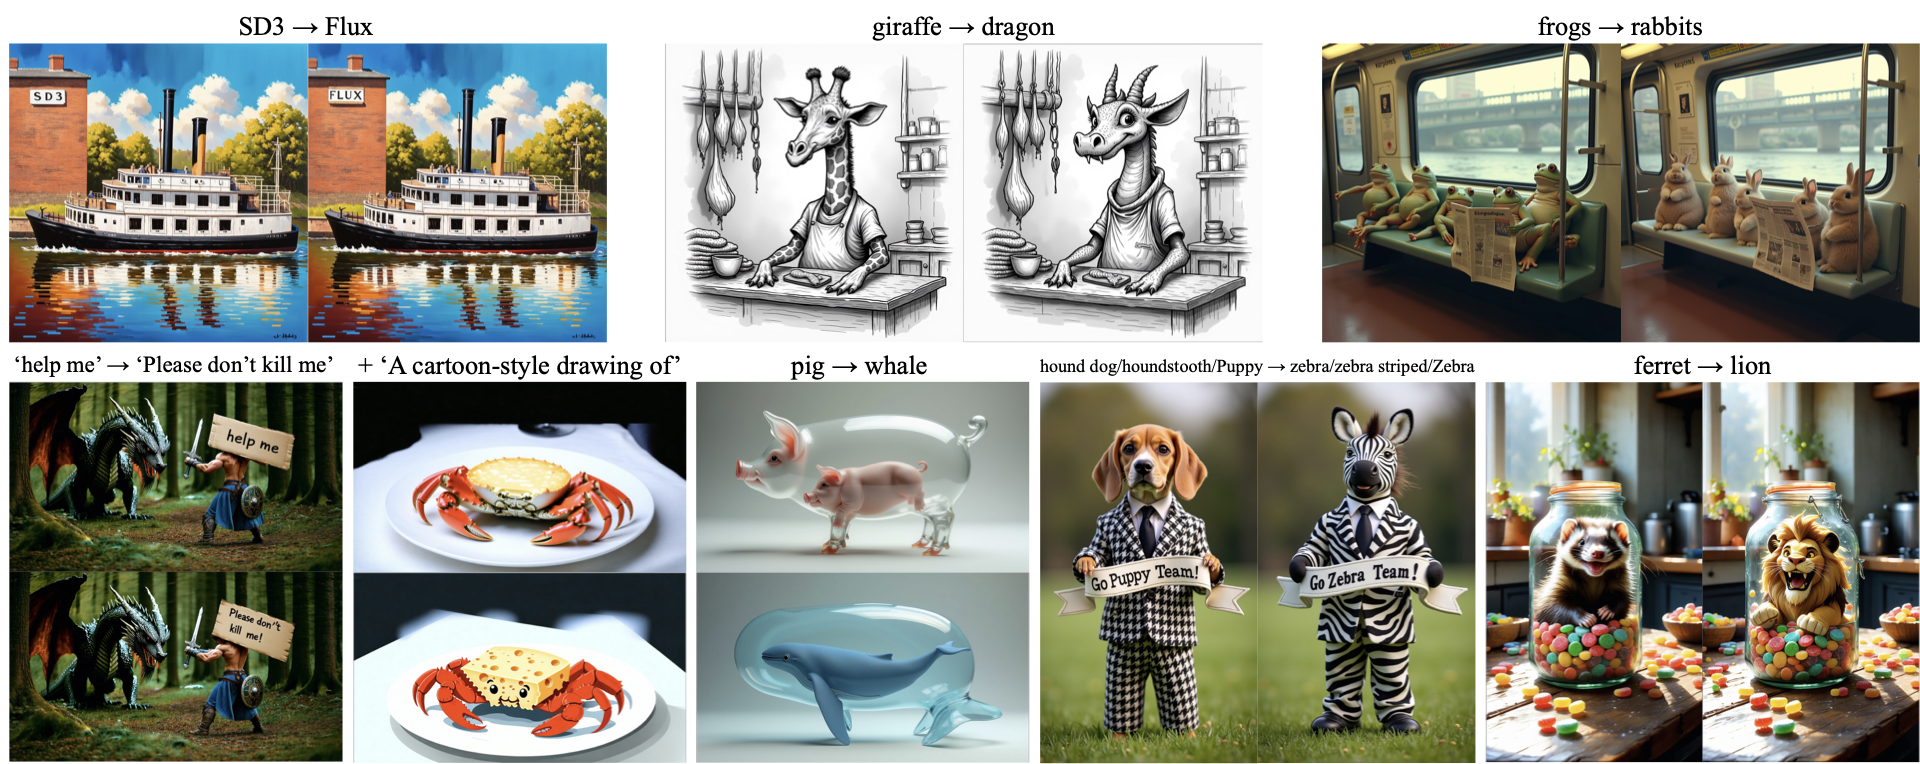 SD3 → Flux
giraffe → dragon
frogs → rabbits
SD3
FLUX
‘help me’ → ‘Please don’t kill me’
+ ‘A cartoon-style drawing of’
pig → whale
hound dog/houndstooth/Puppy → zebra/zebra striped/Zebra
ferret → lion
help me
Please don't't
kill me!
Go Puppy Team!
Go Zebra Team!